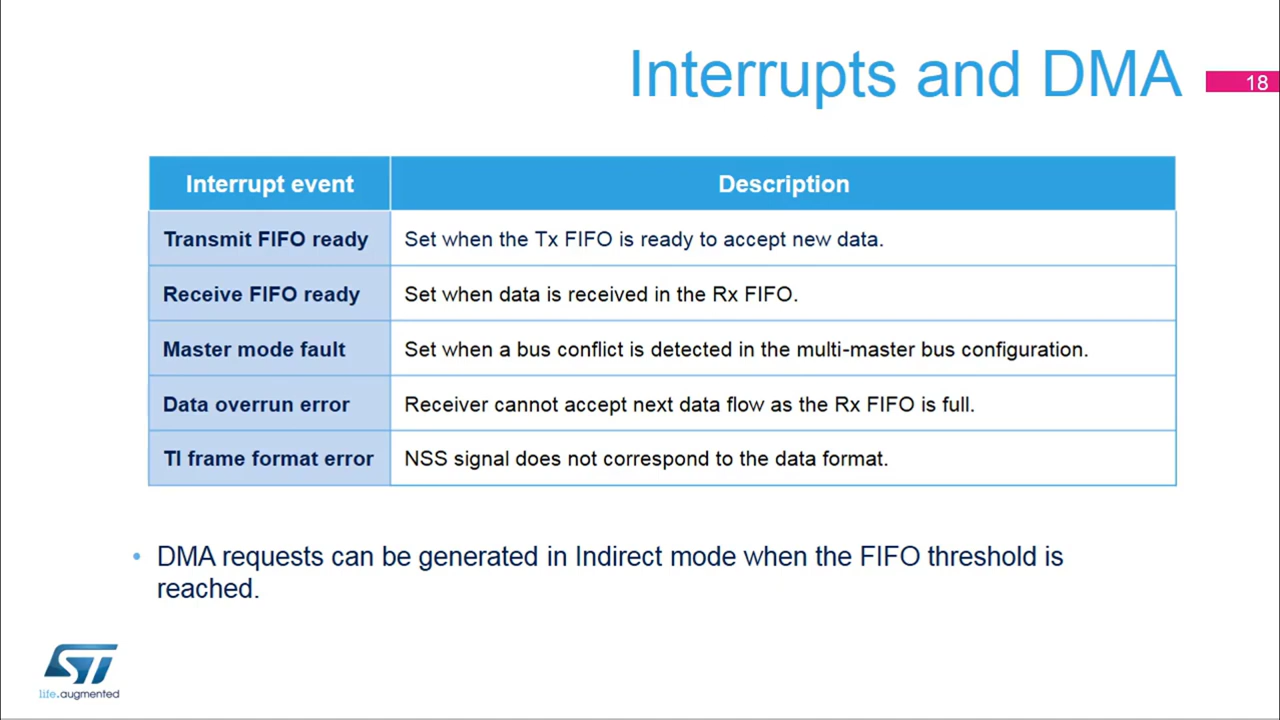 Interrupts and DMA
18
Interrupt event Description
Transmit FIFO ready Set when the Tx FIFO is ready to accept new data.
Receive FIFO ready Set when data is received in the Rx FIFO.
Master mode fault Set when a bus conflict is detected in the multi-master bus configuration.
Data overrun error Receiver cannot accept next data flow as the Rx FIFO is full.
TI frame format error NSS signal does not correspond to the data format.
• DMA requests can be generated in Indirect mode when the FIFO threshold is
reached.
ST
life.augmented